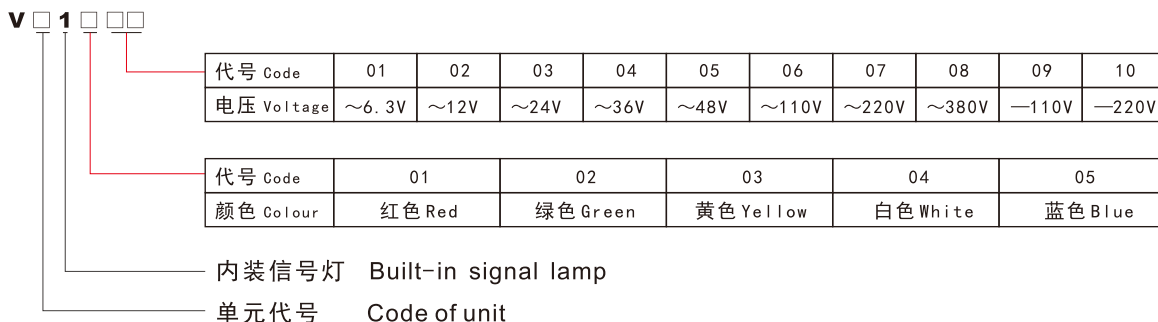 V □ 1 □ □□
代号 Code 01 02 03 04 05 06 07 08 09 10
电压 Voltage ～6.3V ～12V ～24V ～36V ～48V ～110V ～220V ～380V —110V —220V
代号 Code 01 02 03 04 05
颜色 Colour 红色 Red 绿色 Green 黄色 Yellow 白色 White 蓝色 Blue
内装信号灯 Built-in signal lamp
单元代号 Code of unit